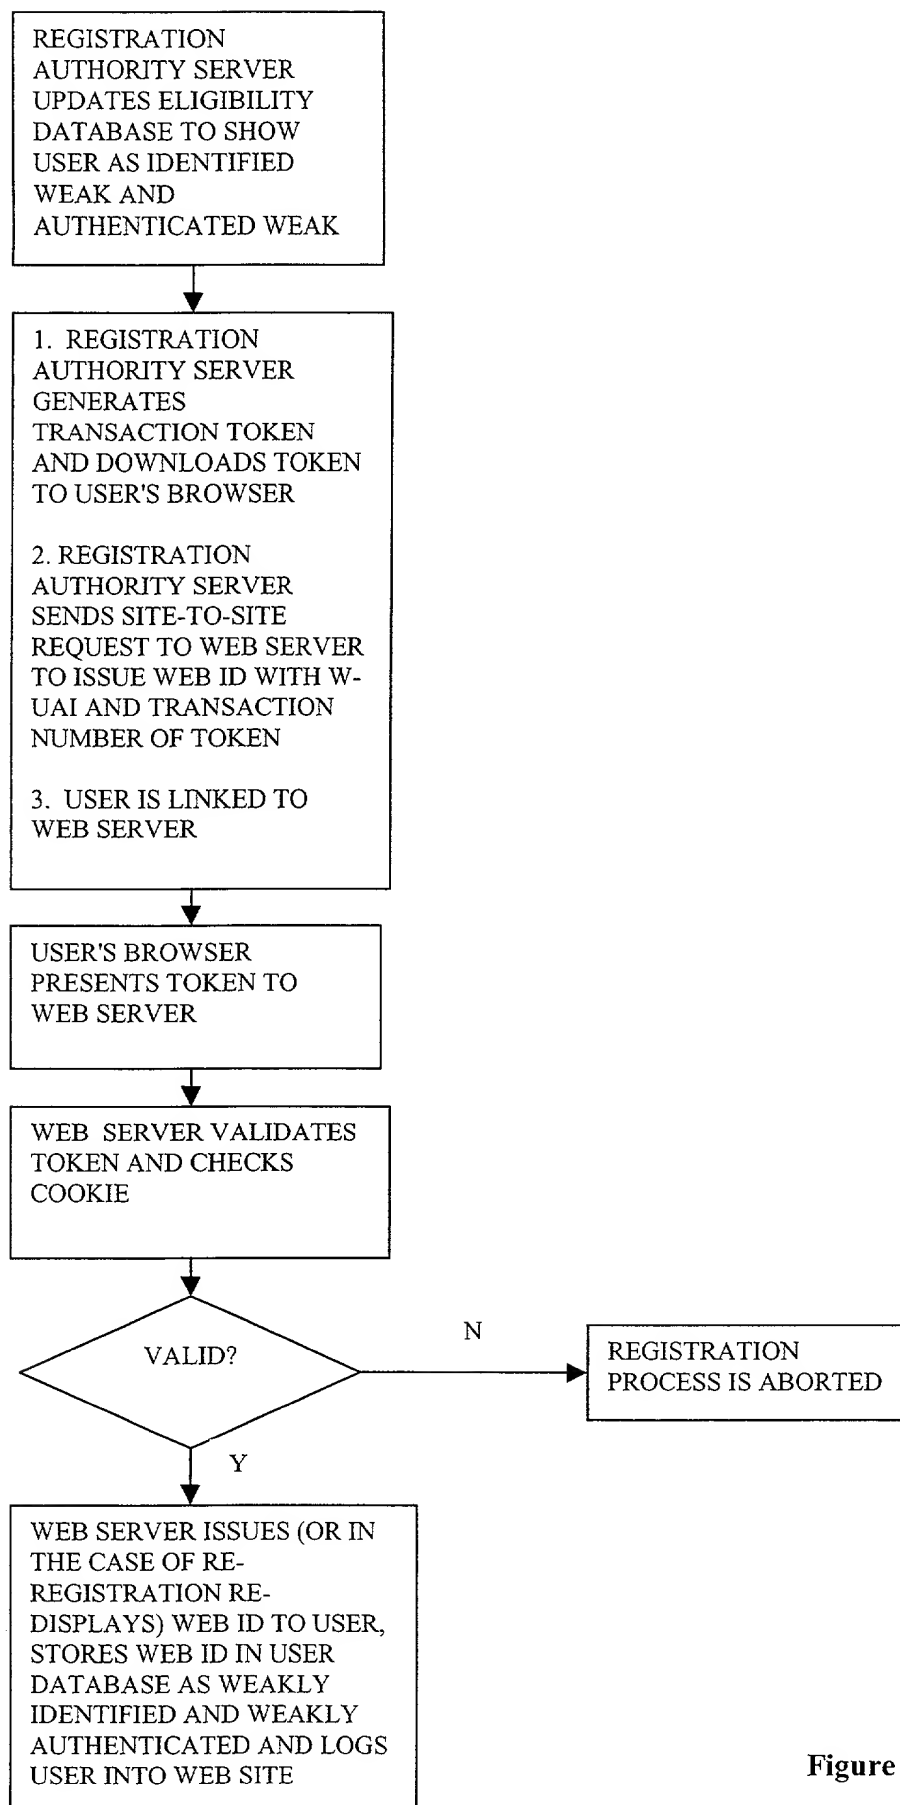 REGISTRATION
AUTHORITY SERVER
UPDATES ELIGIBILITY
DATABASE TO SHOW
USER AS IDENTIFIED
WEAK AND
AUTHENTICATED WEAK
1. REGISTRATION
AUTHORITY SERVER
GENERATES
TRANSACTION TOKEN
AND DOWNLOADS TOKEN
TO USER'S BROWSER
2. REGISTRATION
AUTHORITY SERVER
SENDS SITE-TO-SITE
REQUEST TO WEB SERVER
TO ISSUE WEB ID WITH W-
UAI AND TRANSACTION
NUMBER OF TOKEN
3. USER IS LINKED TO
WEB SERVER
USER'S BROWSER
PRESENTS TOKEN TO
WEB SERVER
WEB SERVER VALIDATES
TOKEN AND CHECKS
COOKIE
VALID?
N
REGISTRATION
PROCESS IS ABORTED
Y
WEB SERVER ISSUES (OR IN
THE CASE OF RE-
REGISTRATION RE-
DISPLAYS) WEB ID TO USER,
STORES WEB ID IN USER
DATABASE AS WEAKLY
IDENTIFIED AND WEAKLY
AUTHENTICATED AND LOGS
USER INTO WEB SITE
Figure